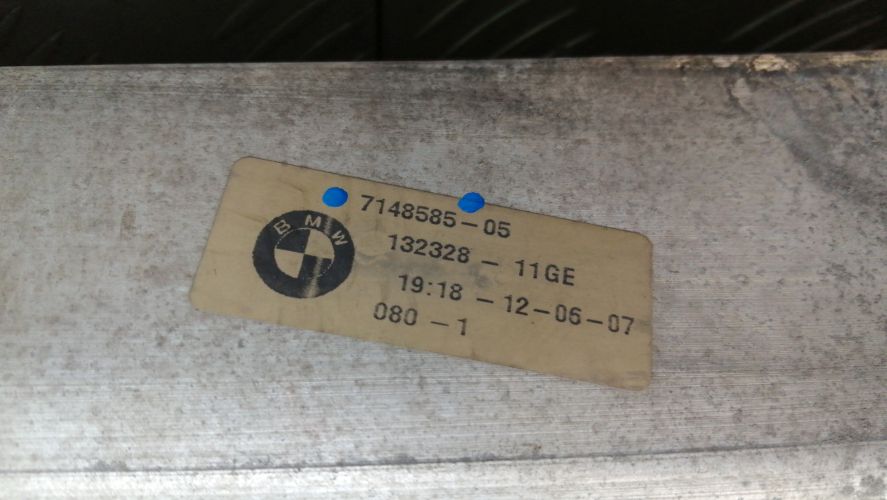 BMW
7148585-05
132328 - 11GE
19:18 - 12-06-07
080 - 1